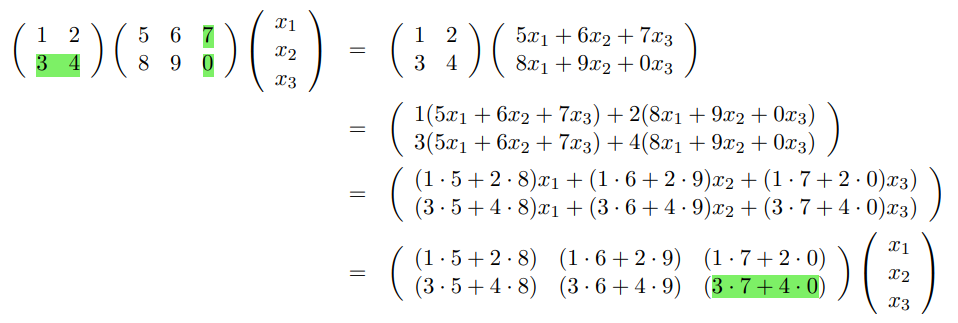 ( 1 2 ; 3 4 ) ( 5 6 7 ; 8 9 0 ) ( x₁ ; x₂ ; x₃ ) = ( 1 2 ; 3 4 ) ( 5x₁ + 6x₂ + 7x₃ ; 8x₁ + 9x₂ + 0x₃ )
= ( 1(5x₁ + 6x₂ + 7x₃) + 2(8x₁ + 9x₂ + 0x₃) ; 3(5x₁ + 6x₂ + 7x₃) + 4(8x₁ + 9x₂ + 0x₃) )
= ( (1 · 5 + 2 · 8)x₁ + (1 · 6 + 2 · 9)x₂ + (1 · 7 + 2 · 0)x₃) ; (3 · 5 + 4 · 8)x₁ + (3 · 6 + 4 · 9)x₂ + (3 · 7 + 4 · 0)x₃) )
= ( (1 · 5 + 2 · 8) (1 · 6 + 2 · 9) (1 · 7 + 2 · 0) ; (3 · 5 + 4 · 8) (3 · 6 + 4 · 9) (3 · 7 + 4 · 0) ) ( x₁ ; x₂ ; x₃ )